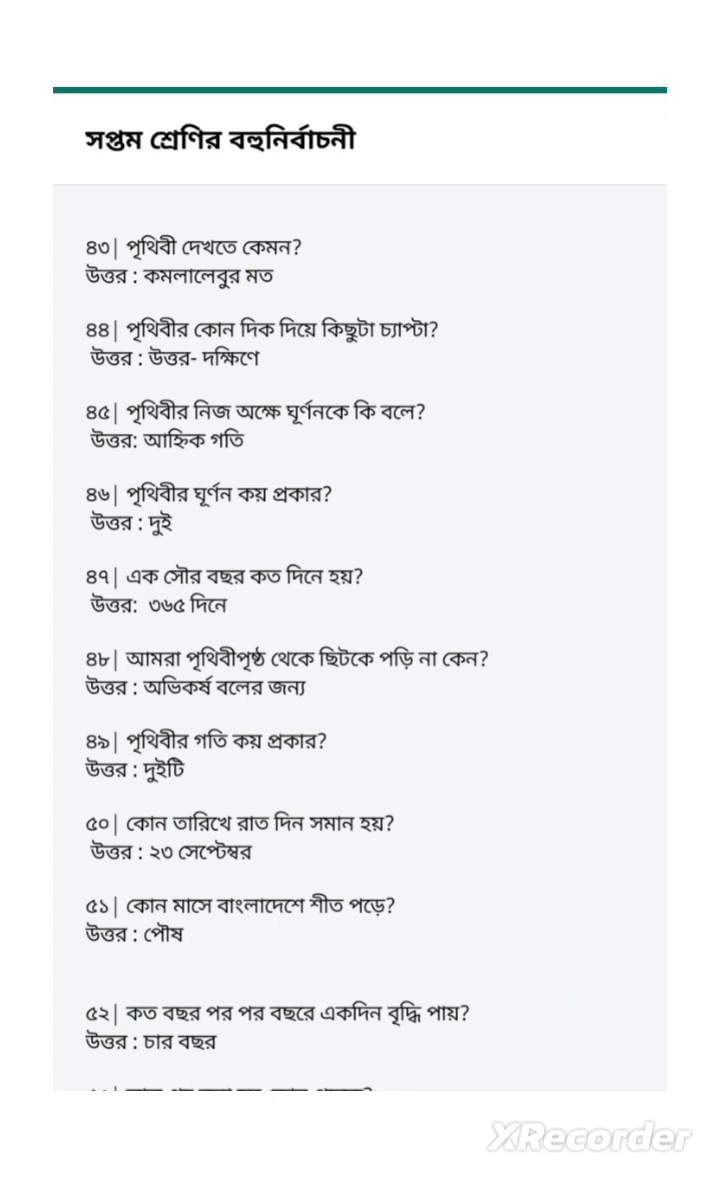 সপ্তম শ্রেণির বহুনির্বাচনী
৪৩| পৃথিবী দেখতে কেমন?
উত্তর : কমলালেবুর মত
৪৪| পৃথিবীর কোন দিক দিয়ে কিছুটা চ্যাপ্টা?
উত্তর : উত্তর- দক্ষিণে
৪৫| পৃথিবীর নিজ অক্ষে ঘূর্ণনকে কি বলে?
উত্তর: আহ্নিক গতি
৪৬| পৃথিবীর ঘূর্ণন কয় প্রকার?
উত্তর : দুই
৪৭| এক সৌর বছর কত দিনে হয়?
উত্তর: ৩৬৫ দিনে
৪৮| আমরা পৃথিবীপৃষ্ঠ থেকে ছিটকে পড়ি না কেন?
উত্তর : অভিকর্ষ বলের জন্য
৪৯| পৃথিবীর গতি কয় প্রকার?
উত্তর : দুইটি
৫০| কোন তারিখে রাত দিন সমান হয়?
উত্তর : ২৩ সেপ্টেম্বর
৫১| কোন মাসে বাংলাদেশে শীত পড়ে?
উত্তর : পৌষ
৫২| কত বছর পর পর বছরে একদিন বৃদ্ধি পায়?
উত্তর : চার বছর
XRecorder